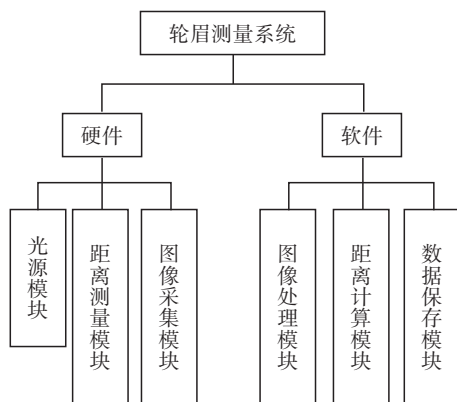 轮眉测量系统
硬件
软件
光源模块
距离测量模块
图像采集模块
图像处理模块
距离计算模块
数据保存模块